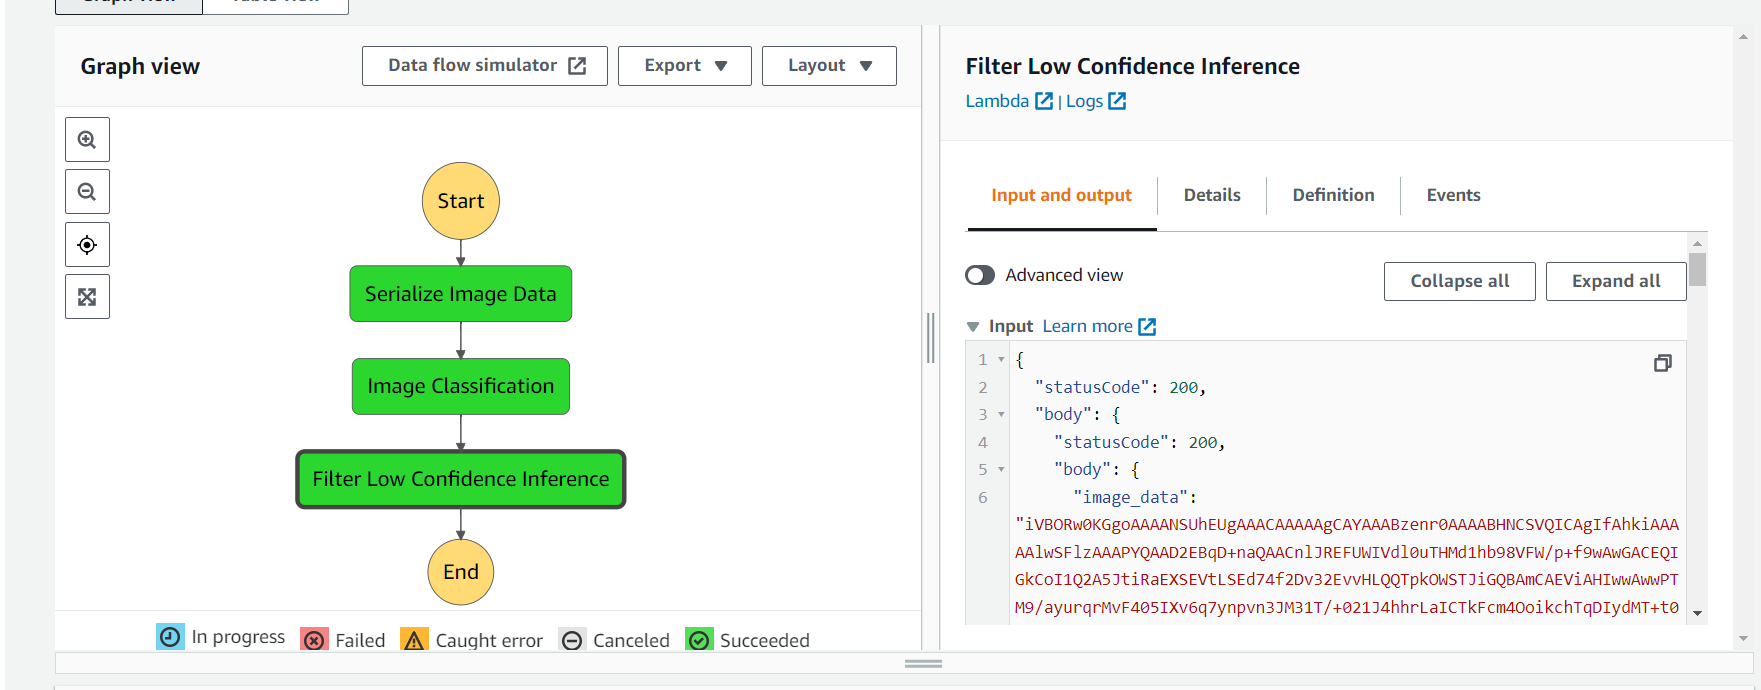 Graph view
Data flow simulator
Export
Layout
Start
Serialize Image Data
Image Classification
Filter Low Confidence Inference
End
In progress
Failed
Caught error
Canceled
Succeeded
Filter Low Confidence Inference
Lambda | Logs
Input and output
Details
Definition
Events
Advanced view
Collapse all
Expand all
Input Learn more
1 {
2 "statusCode": 200,
3 "body": {
4 "statusCode": 200,
5 "body": {
6 "image_data":
"iVBORw0KGgoAAAANSUhEUgAAACAAAAAgCAYAAABzenr0AAAABHNCSVQICAgIfAhkiAAA
AAlwSFlzAAAPYQAAD2EBqD+naQAACnlJREFUWIVdl0uTHMd1hb98VFW/p+f9wAwGACEQI
GkCoI1Q2A5JtiRaEXSEVtLSEd74f2Dv32EvvHLQQTpkOWSTJiGQBAmCAEViAHIwwAwwPT
M9/ayurqrMvF405IXv6q7ynpvn3JM31T/+021J4hhrLaICTkFcm4OoikchTqDIydMT+t0